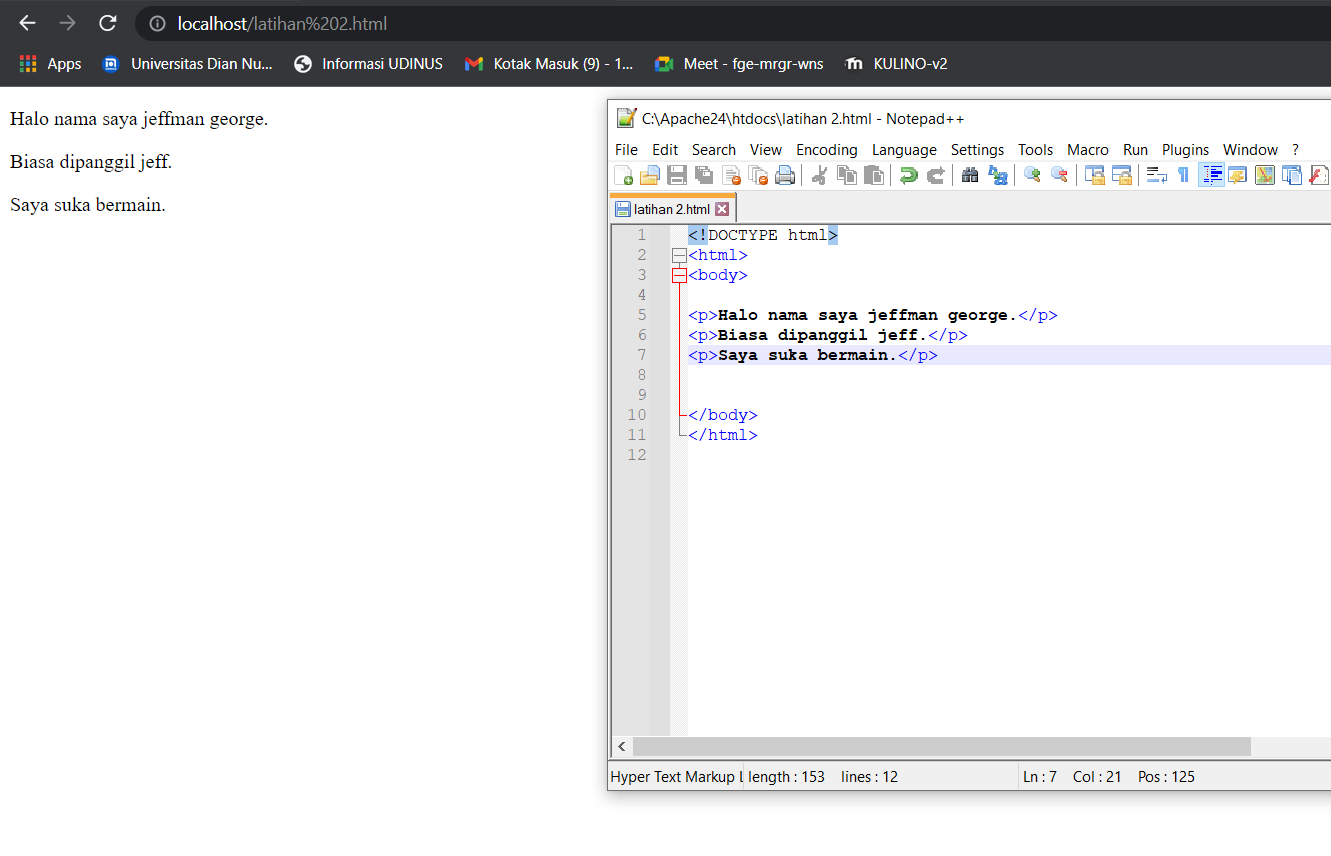 localhost/latihan%202.html
Apps Universitas Dian Nu... Informasi UDINUS Kotak Masuk (9) - 1... Meet - fge-mrgr-wns KULINO-v2
Halo nama saya jeffman george.
Biasa dipanggil jeff.
Saya suka bermain.
C:\Apache24\htdocs\latihan 2.html - Notepad++
File Edit Search View Encoding Language Settings Tools Macro Run Plugins Window ?
latihan 2.html
1 <!DOCTYPE html>
2 <html>
3 <body>
4
5 <p>Halo nama saya jeffman george.</p>
6 <p>Biasa dipanggil jeff.</p>
7 <p>Saya suka bermain.</p>
8
9
10 </body>
11 </html>
12
Hyper Text Markup L length : 153 lines : 12 Ln : 7 Col : 21 Pos : 125